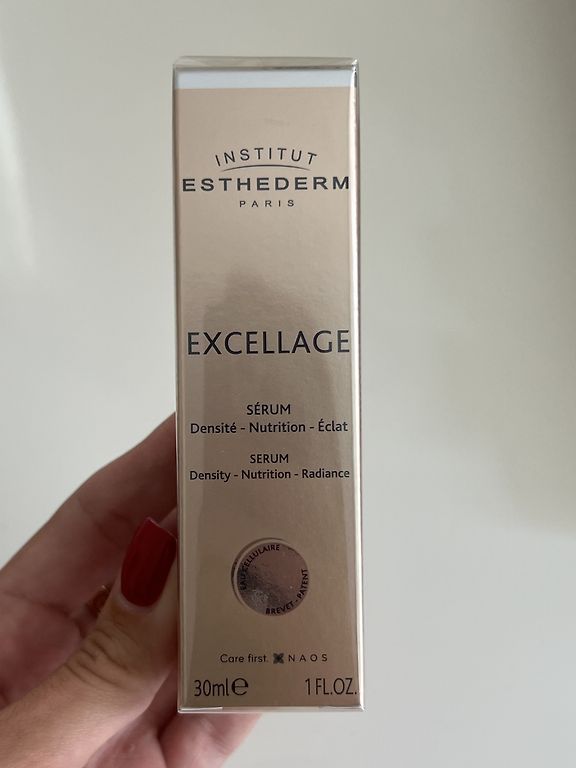 INSTITUT
ESTHEDERM
PARIS
EXCELLAGE
SÉRUM
Densité - Nutrition - Éclat
SERUM
Density - Nutrition - Radiance
EAU CELLULAIRE
BREVET - PATENT
Care first. NAOS
30ml℮ 1 FL.OZ.